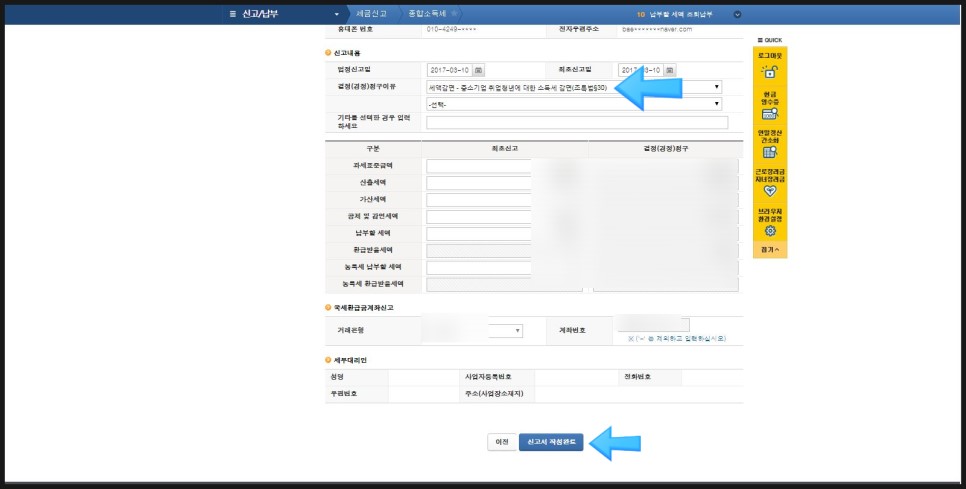 ≡ 신고/납부
세금신고
종합소득세
10 납부할 세액 조회납부
휴대폰 번호
010-4249-****
전자우편주소
bae*******naver.com
≡ QUICK
로그아웃
현금
영수증
연말정산
간소화
근로장려금
자녀장려금
브라우저
환경설정
접기^
신고내용
법정신고일
2017-03-10
최초신고일
결정(경정)청구이유
세액감면 - 중소기업 취업청년에 대한 소득세 감면(조특법§30)
-선택-
기타를 선택한 경우 입력
하세요
구분
최초신고
결정(경정)청구
과세표준금액
산출세액
가산세액
공제 및 감면세액
납부할 세액
환급받을세액
농특세 납부할 세액
농특세 환급받을세액
국세환급금계좌신고
거래은행
계좌번호
※ ('-' 는 제외하고 입력하십시오)
세무대리인
성명
사업자등록번호
전화번호
우편번호
주소(사업장소재지)
이전
신고서 작성완료